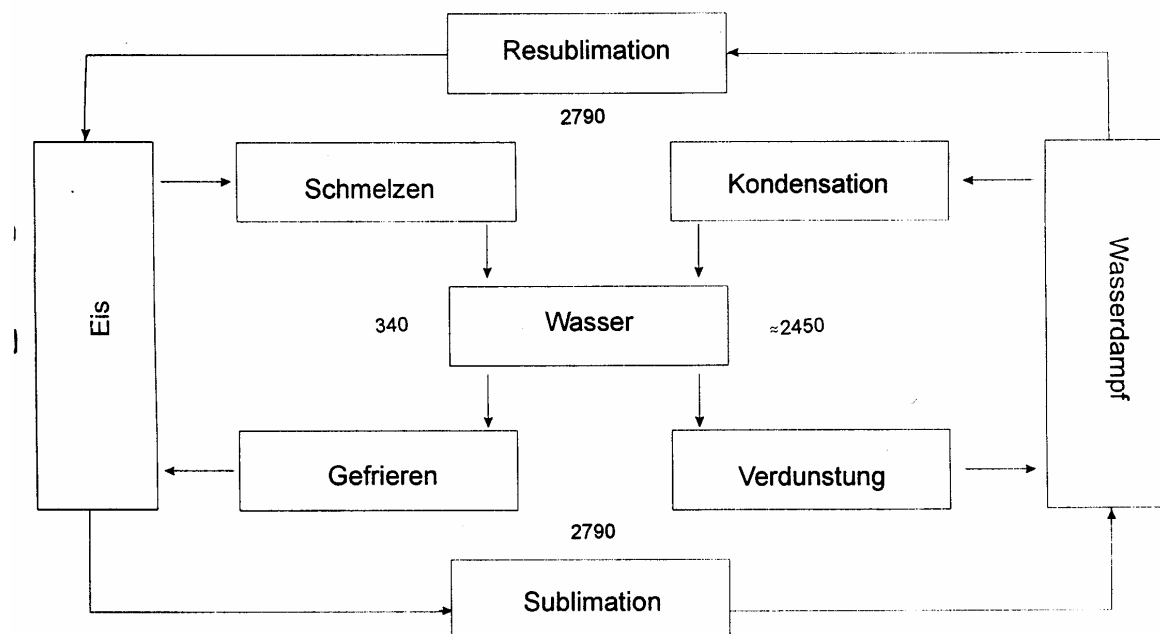 Resublimation
2790
Schmelzen
Kondensation
Eis
340
Wasser
≈2450
Wasserdampf
Gefrieren
Verdunstung
2790
Sublimation